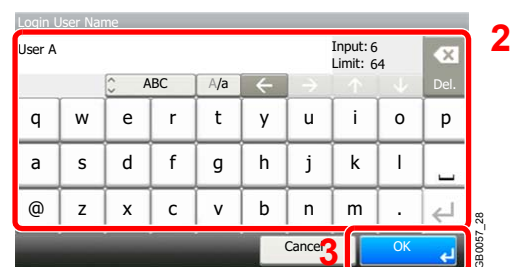 Login User Name
User A
Input: 6
Limit: 64
2
ABC A/a Del.
q w e r t y u i o p
a s d f g h j k l
@ z x c v b n m .
Cancel 3 OK
GB0057_28